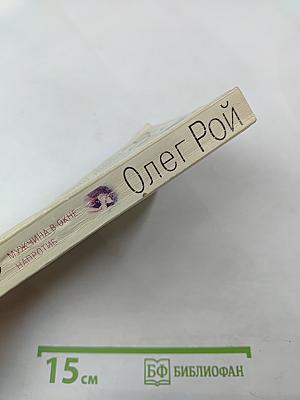 Олег Рой
МУЖЧИНА В ОКНЕ
НАПРОТИВ
15 см
БФ БИБЛИОФАН